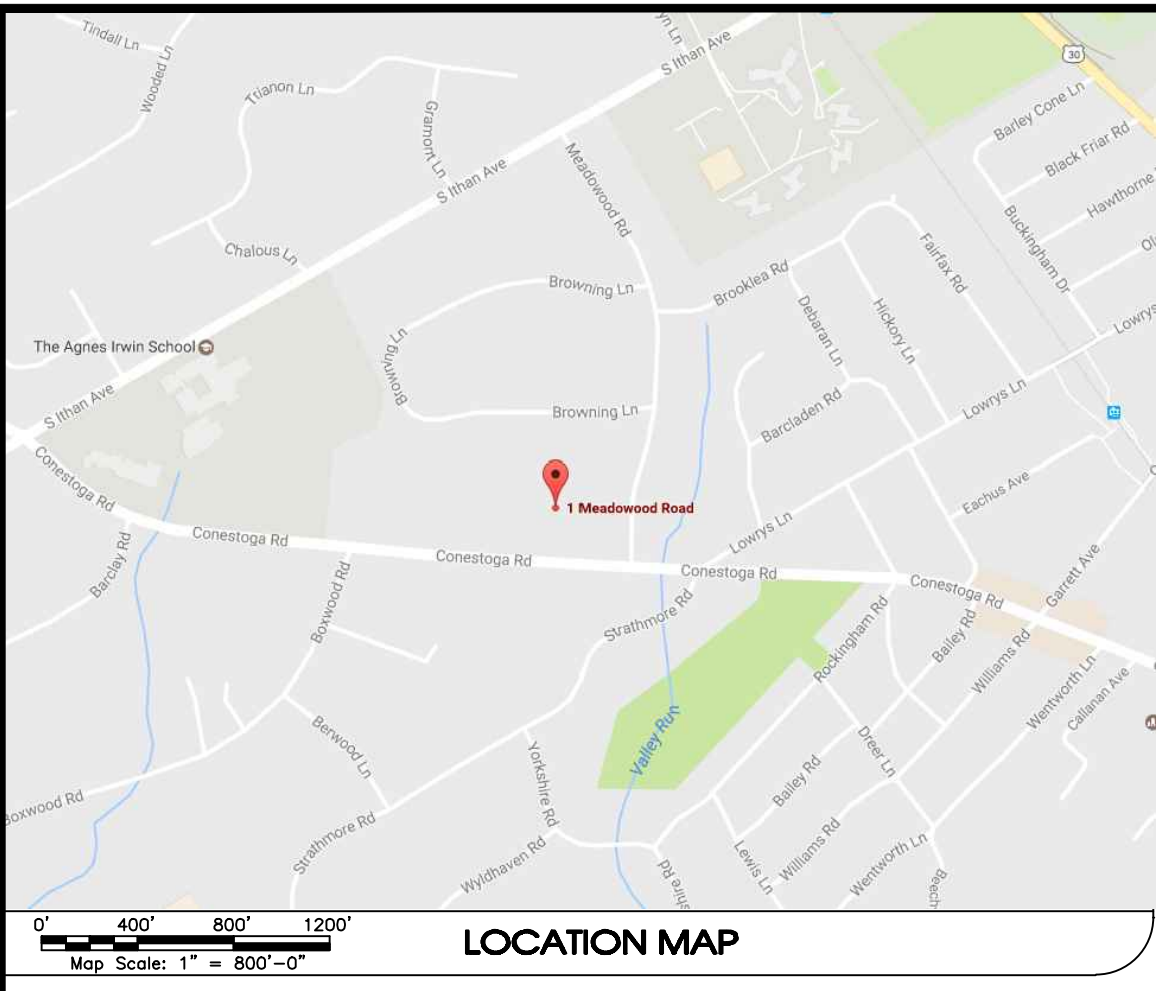 Tindall Ln
Wooded Ln
S Ithan Ave
30
Ttianon Ln
Gramont Ln
Barley Cone Ln
Black Friar Rd
Meadowood Rd
S Ithan Ave
Hawthorne
Buckingham Dr
Chalous Ln
Fairfax Rd
Brooklea Rd
Browning Ln
Debaran Ln
Hickory Ln
Lowrys
The Agnes Irwin School
Browning Ln
S Ithan Ave
Browning Ln
Barcladen Rd
Lowrys Ln
Conestoga Rd
1 Meadowood Road
Eachus Ave
Lowrys Ln
Conestoga Rd
Conestoga Rd
Conestoga Rd
Conestoga Rd
Barclay Rd
Boxwood Rd
Garrett Ave
Strathmore Rd
Rockingham Rd
Bailey Rd
Williams Rd
Wentworth Ln
Callanan Ave
Valley Run
Berwood Ln
Yorkshire Rd
Dreer Ln
Bailey Rd
Boxwood Rd
Strathmore Rd
Wyldhaven Rd
Lewis Ln
Williams Rd
Wentworth Ln
shire Rd
Beech
0' 400' 800' 1200'
Map Scale: 1" = 800'-0"
LOCATION MAP